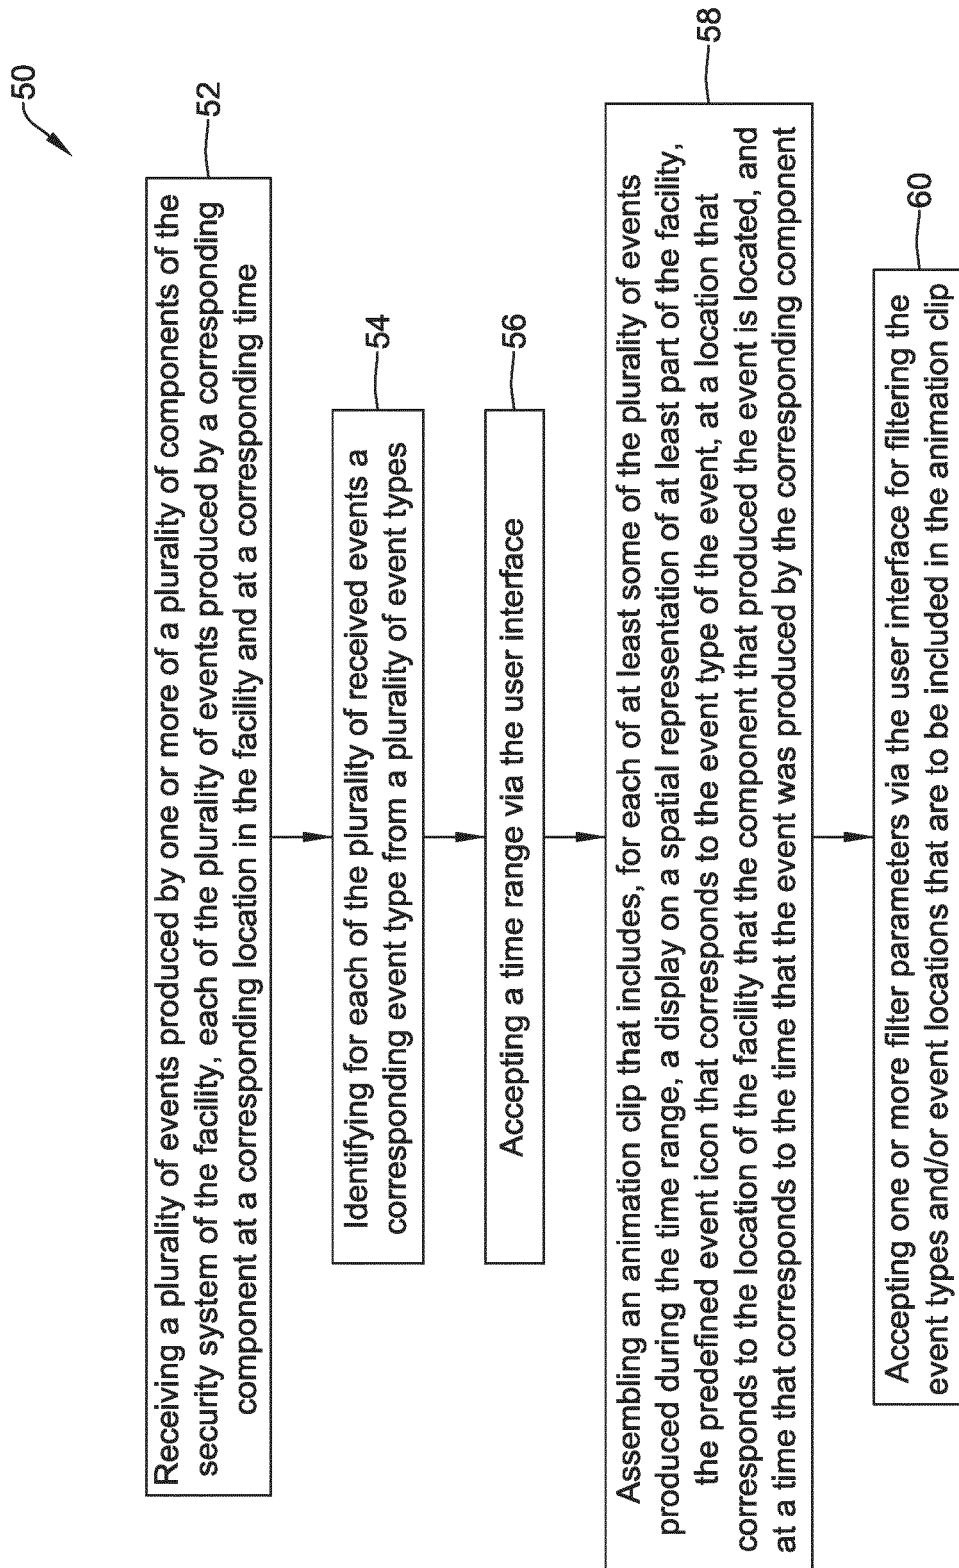 50
52
Receiving a plurality of events produced by one or more of a plurality of components of the
security system of the facility, each of the plurality of events produced by a corresponding
component at a corresponding location in the facility and at a corresponding time
54
Identifying for each of the plurality of received events a
corresponding event type from a plurality of event types
56
Accepting a time range via the user interface
58
Assembling an animation clip that includes, for each of at least some of the plurality of events
produced during the time range, a display on a spatial representation of at least part of the facility,
the predefined event icon that corresponds to the event type of the event, at a location that
corresponds to the location of the facility that the component that produced the event is located, and
at a time that corresponds to the time that the event was produced by the corresponding component
60
Accepting one or more filter parameters via the user interface for filtering the
event types and/or event locations that are to be included in the animation clip